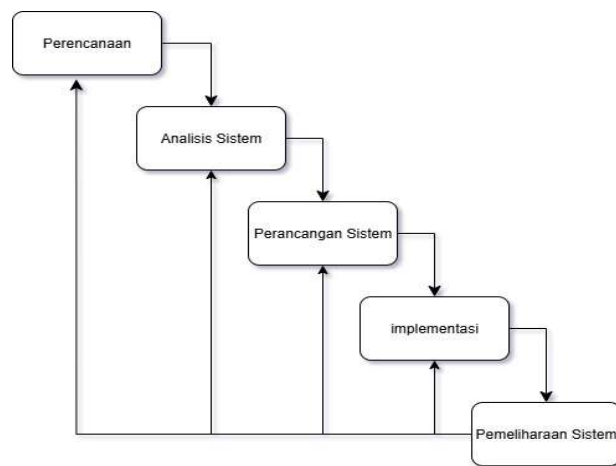 Perencanaan
Analisis Sistem
Perancangan Sistem
implementasi
Pemeliharaan Sistem